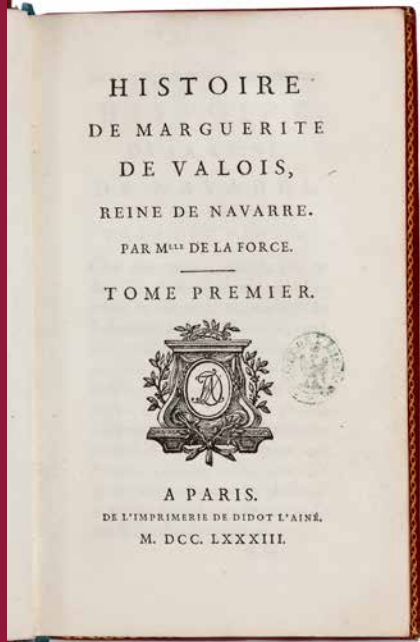 HISTOIRE
DE MARGUERITE
DE VALOIS,
REINE DE NAVARRE.
PAR Mlle DE LA FORCE.
TOME PREMIER.
A PARIS.
DE L'IMPRIMERIE DE DIDOT L'AINÉ.
M. DCC. LXXXIII.